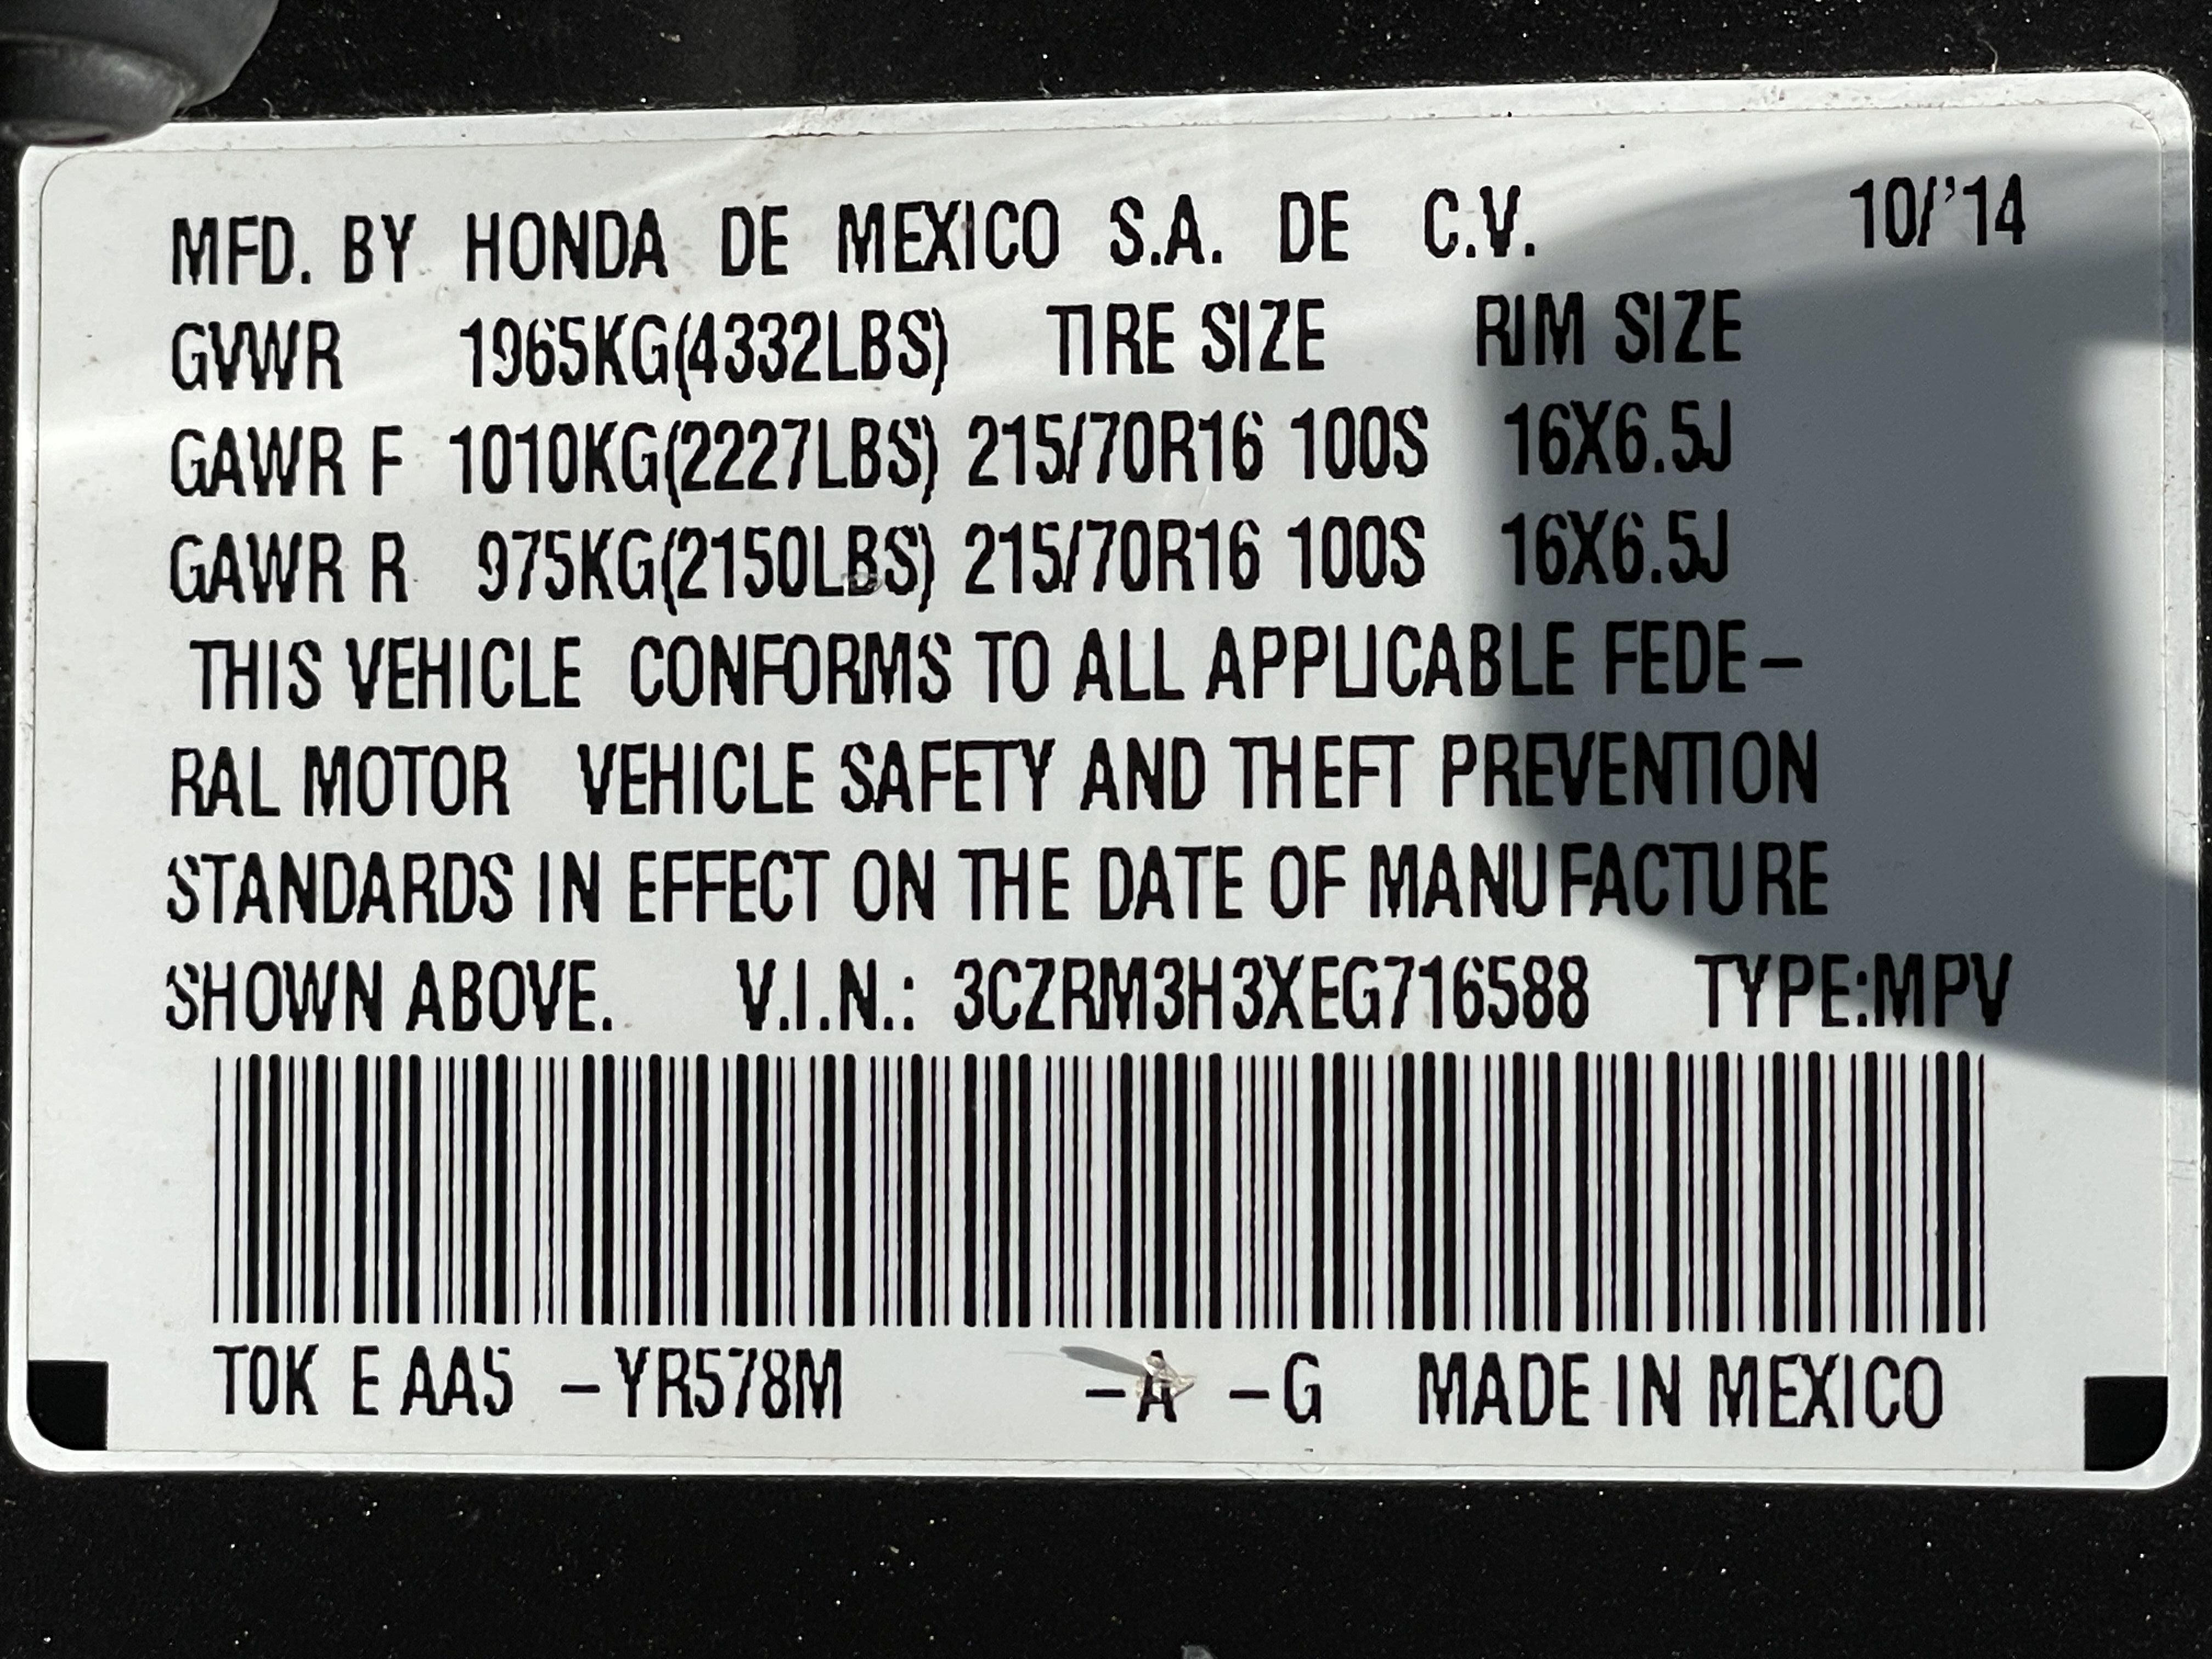 MFD. BY HONDA DE MEXICO S.A. DE C.V. 10/'14
GVWR 1965KG(4332LBS) TIRE SIZE RIM SIZE
GAWR F 1010KG(2227LBS) 215/70R16 100S 16X6.5J
GAWR R 975KG(2150LBS) 215/70R16 100S 16X6.5J
THIS VEHICLE CONFORMS TO ALL APPLICABLE FEDE–
RAL MOTOR VEHICLE SAFETY AND THEFT PREVENTION
STANDARDS IN EFFECT ON THE DATE OF MANUFACTURE
SHOWN ABOVE. V.I.N.: 3CZRM3H3XEG716588 TYPE:MPV
T0K E AA5 –YR578M –A –G MADE IN MEXICO